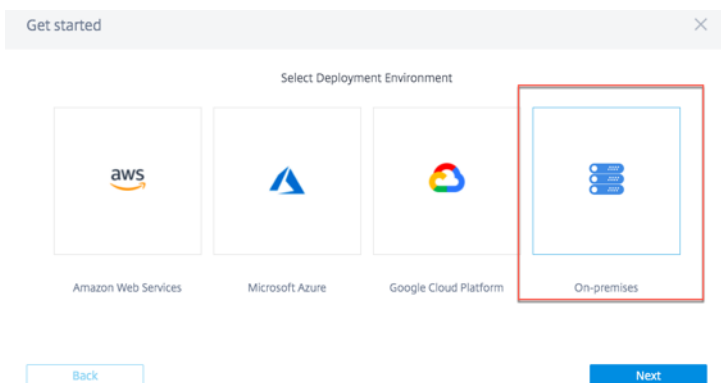 Get started
Select Deployment Environment
aws
Amazon Web Services
Microsoft Azure
Google Cloud Platform
On-premises
Back
Next